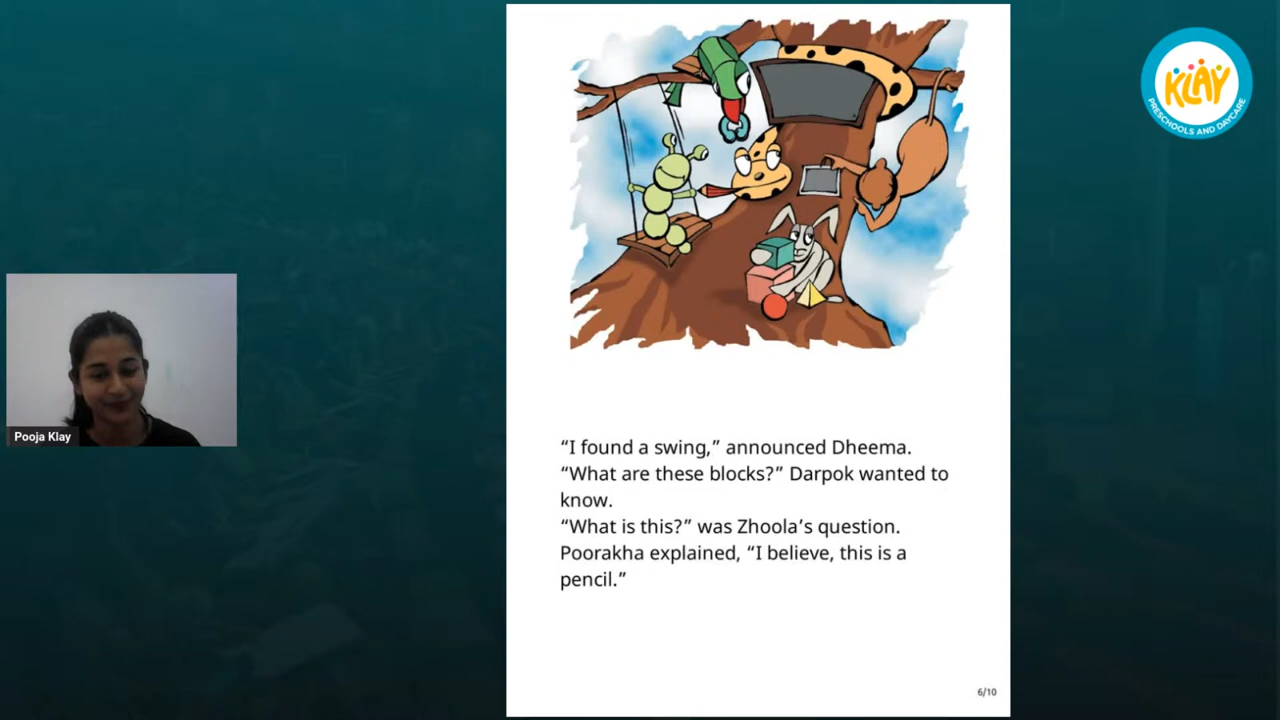 KLAY
PRESCHOOLS AND DAYCARE
Pooja Klay
“I found a swing,” announced Dheema.
“What are these blocks?” Darpok wanted to
know.
“What is this?” was Zhoola’s question.
Poorakha explained, “I believe, this is a
pencil.”
6/10